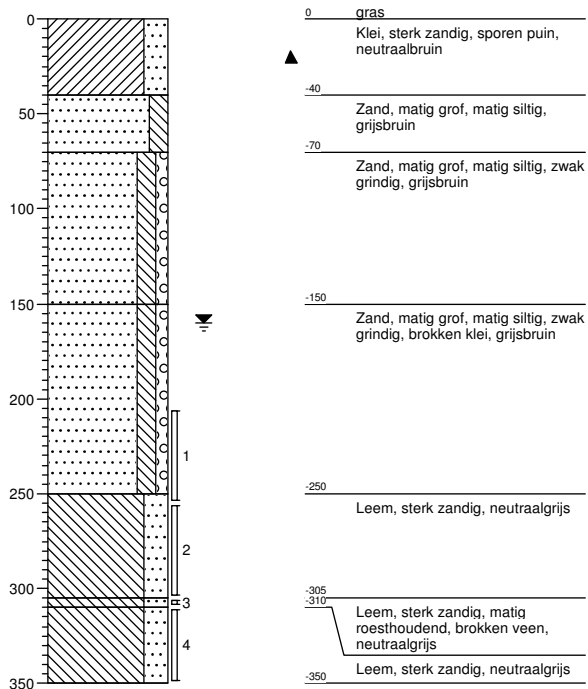 0
50
100
150
200
250
300
350
1
2
3
4
0
gras
Klei, sterk zandig, sporen puin,
neutraalbruin
-40
Zand, matig grof, matig siltig,
grijsbruin
-70
Zand, matig grof, matig siltig, zwak
grindig, grijsbruin
-150
Zand, matig grof, matig siltig, zwak
grindig, brokken klei, grijsbruin
-250
Leem, sterk zandig, neutraalgrijs
-305
-310
Leem, sterk zandig, matig
roesthoudend, brokken veen,
neutraalgrijs
Leem, sterk zandig, neutraalgrijs
-350